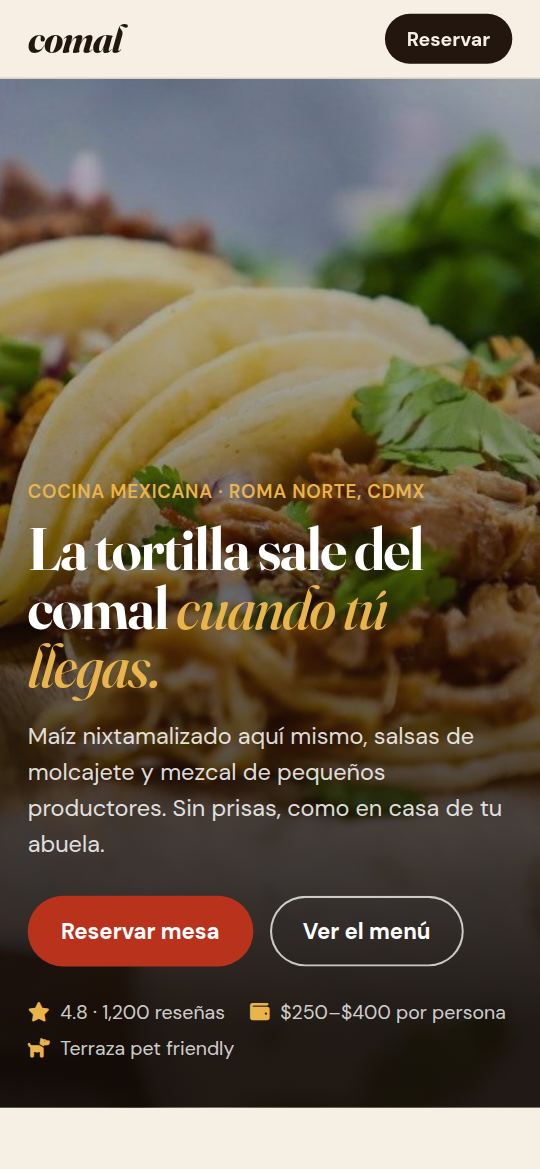 comal
Reservar
COCINA MEXICANA · ROMA NORTE, CDMX
La tortilla sale del
comal cuando tú
llegas.
Maíz nixtamalizado aquí mismo, salsas de
molcajete y mezcal de pequeños
productores. Sin prisas, como en casa de tu
abuela.
Reservar mesa
Ver el menú
4.8 · 1,200 reseñas
$250–$400 por persona
Terraza pet friendly